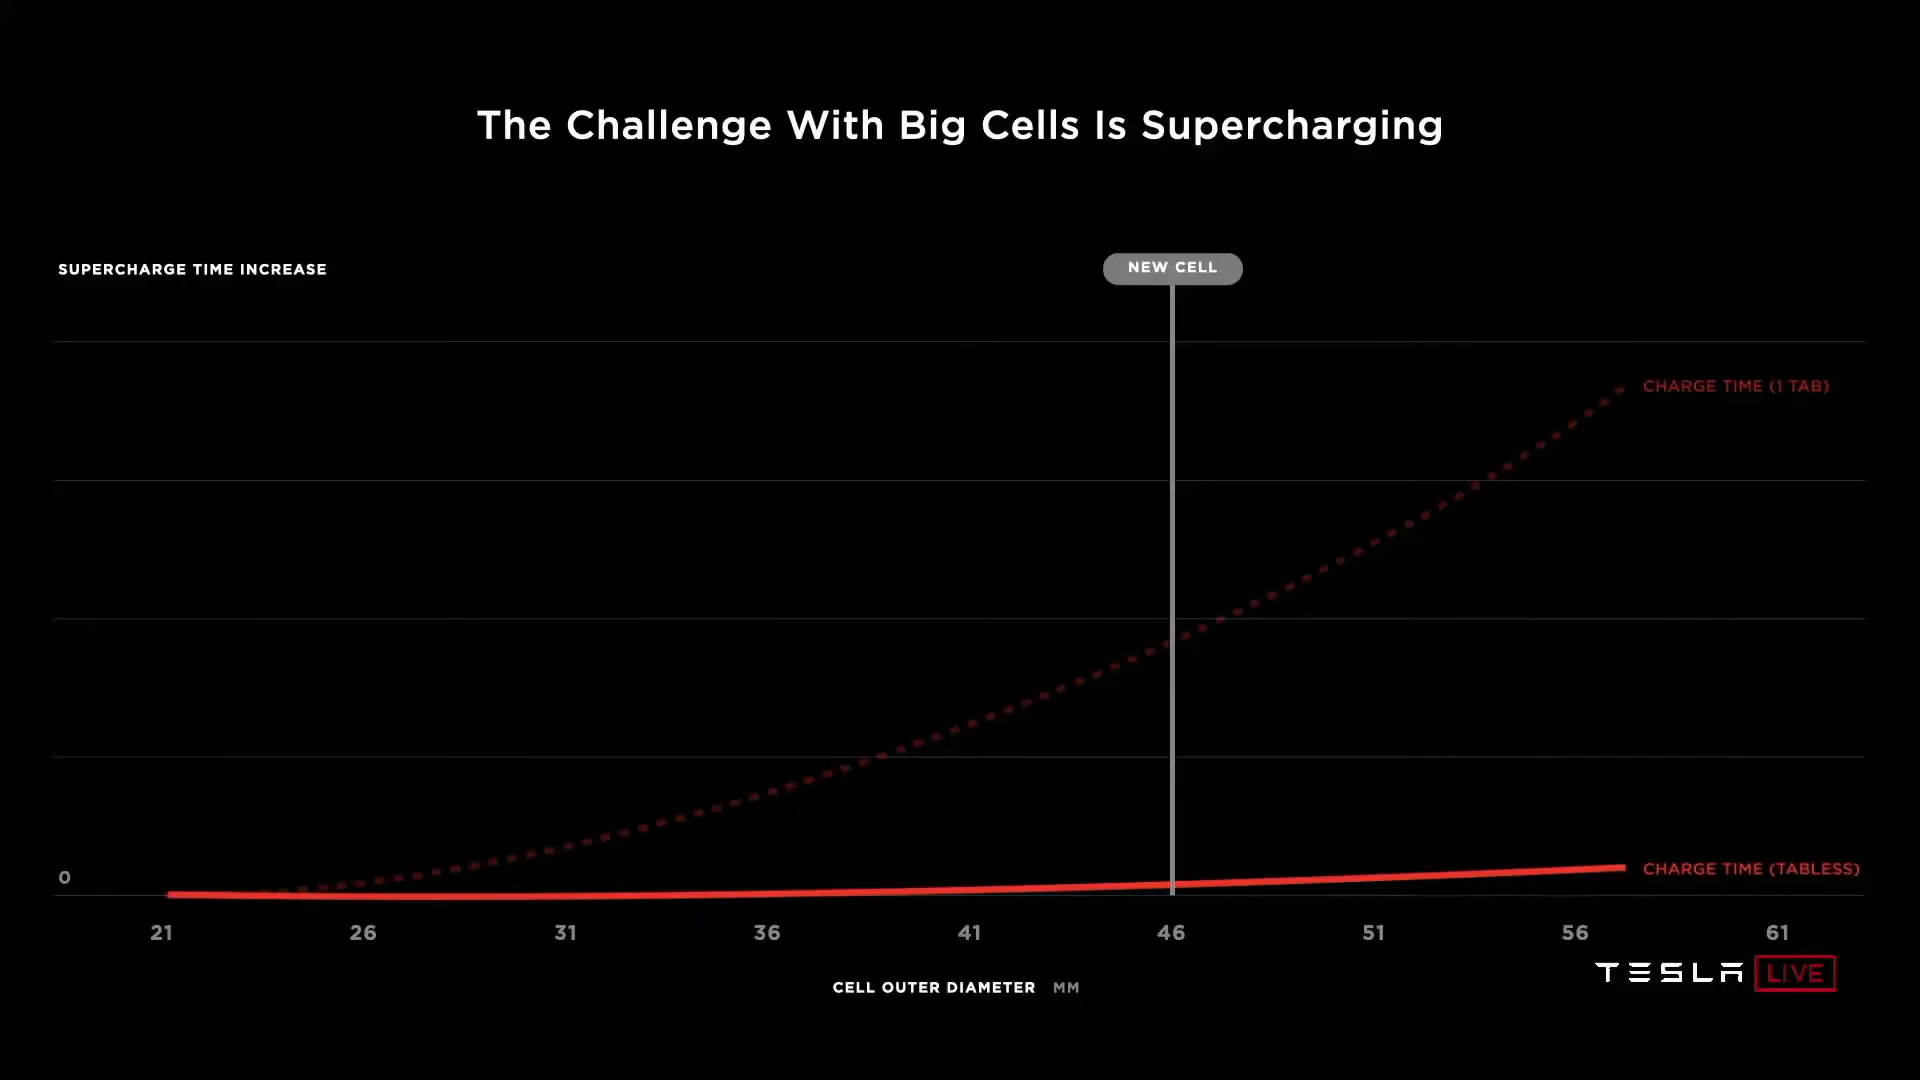 The Challenge With Big Cells Is Supercharging
SUPERCHARGE TIME INCREASE
NEW CELL
CHARGE TIME (1 TAB)
0
CHARGE TIME (TABLESS)
21 26 31 36 41 46 51 56 61
CELL OUTER DIAMETER MM
TESLA LIVE